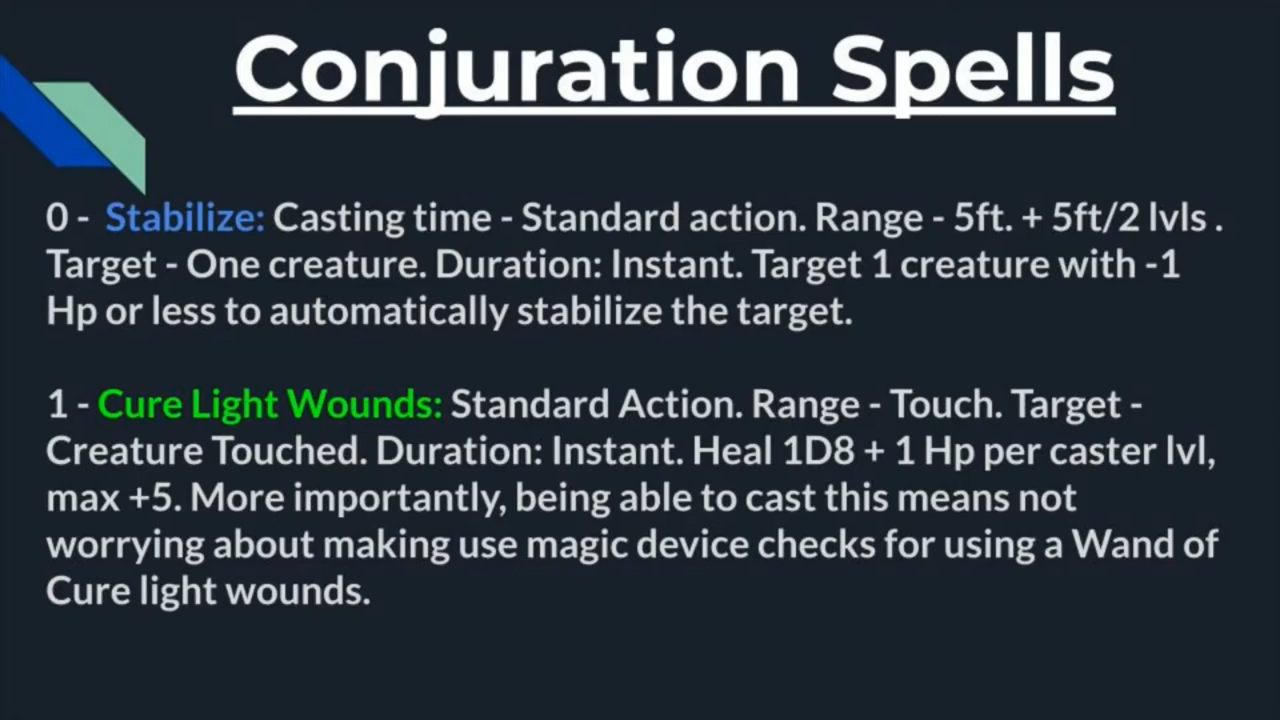 Conjuration Spells
0 - Stabilize: Casting time - Standard action. Range - 5ft. + 5ft/2 lvls .
Target - One creature. Duration: Instant. Target 1 creature with -1
Hp or less to automatically stabilize the target.
1 - Cure Light Wounds: Standard Action. Range - Touch. Target -
Creature Touched. Duration: Instant. Heal 1D8 + 1 Hp per caster lvl,
max +5. More importantly, being able to cast this means not
worrying about making use magic device checks for using a Wand of
Cure light wounds.